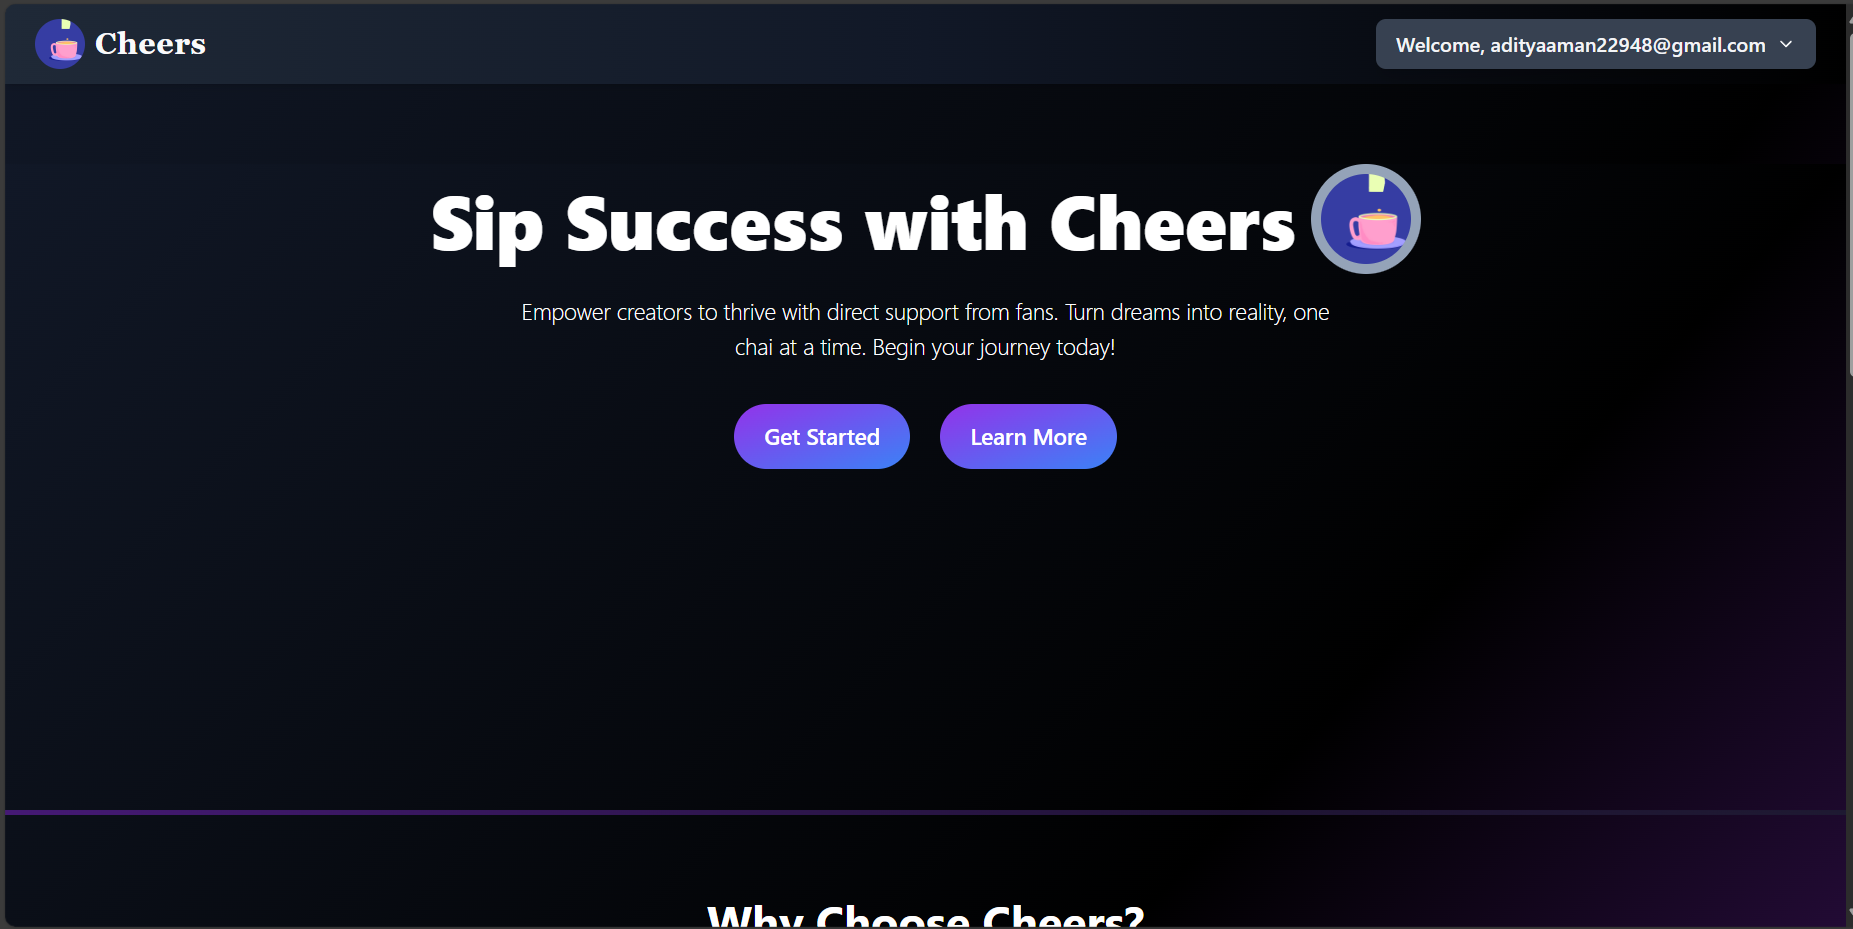 Cheers
Welcome, adityaaman22948@gmail.com
Sip Success with Cheers
Empower creators to thrive with direct support from fans. Turn dreams into reality, one
chai at a time. Begin your journey today!
Get Started
Learn More
Why Choose Cheers?